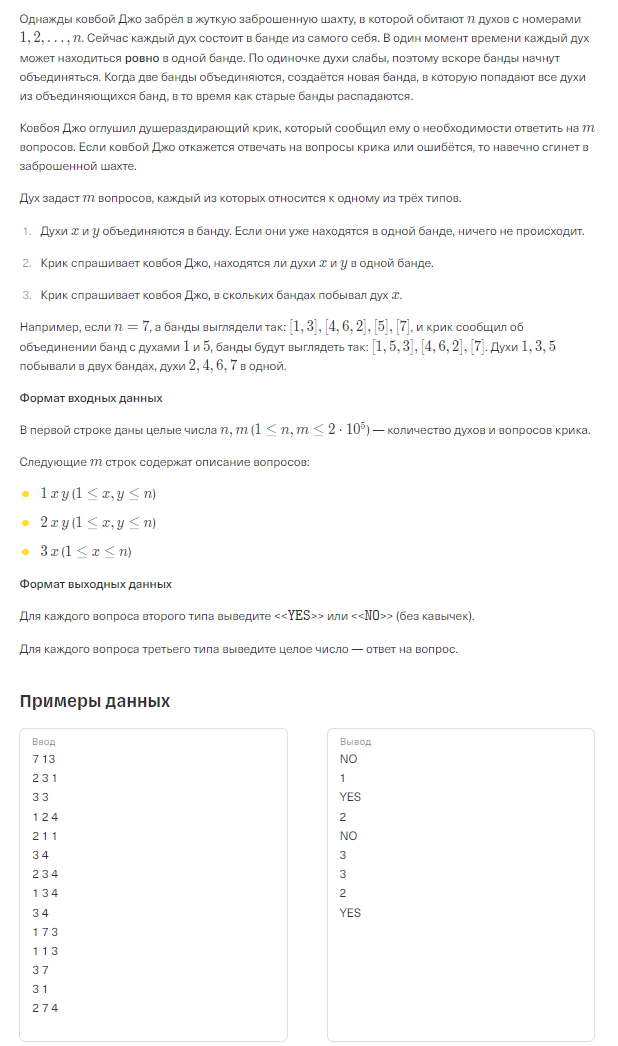 Однажды ковбой Джо забрёл в жуткую заброшенную шахту, в которой обитают n духов с номерами
1, 2, . . . , n. Сейчас каждый дух состоит в банде из самого себя. В один момент времени каждый дух
может находиться ровно в одной банде. По одиночке духи слабы, поэтому вскоре банды начнут
объединяться. Когда две банды объединяются, создаётся новая банда, в которую попадают все духи
из объединяющихся банд, в то время как старые банды распадаются.
Ковбоя Джо оглушил душераздирающий крик, который сообщил ему о необходимости ответить на m
вопросов. Если ковбой Джо откажется отвечать на вопросы крика или ошибётся, то навечно сгинет в
заброшенной шахте.
Дух задаст m вопросов, каждый из которых относится к одному из трёх типов.
1. Духи x и y объединяются в банду. Если они уже находятся в одной банде, ничего не происходит.
2. Крик спрашивает ковбоя Джо, находятся ли духи x и y в одной банде.
3. Крик спрашивает ковбоя Джо, в скольких бандах побывал дух x.
Например, если n = 7, а банды выглядели так: [1, 3], [4, 6, 2], [5], [7], и крик сообщил об
объединении банд с духами 1 и 5, банды будут выглядеть так: [1, 5, 3], [4, 6, 2], [7]. Духи 1, 3, 5
побывали в двух бандах, духи 2, 4, 6, 7 в одной.
Формат входных данных
В первой строке даны целые числа n, m (1 ≤ n, m ≤ 2 · 10⁵) — количество духов и вопросов крика.
Следующие m строк содержат описание вопросов:
• 1 x y (1 ≤ x, y ≤ n)
• 2 x y (1 ≤ x, y ≤ n)
• 3 x (1 ≤ x ≤ n)
Формат выходных данных
Для каждого вопроса второго типа выведите <<YES>> или <<NO>> (без кавычек).
Для каждого вопроса третьего типа выведите целое число — ответ на вопрос.
Примеры данных
Ввод
7 13
2 3 1
3 3
1 2 4
2 1 1
3 4
2 3 4
1 3 4
3 4
1 7 3
1 1 3
3 7
3 1
2 7 4
Вывод
NO
1
YES
2
NO
3
3
2
YES